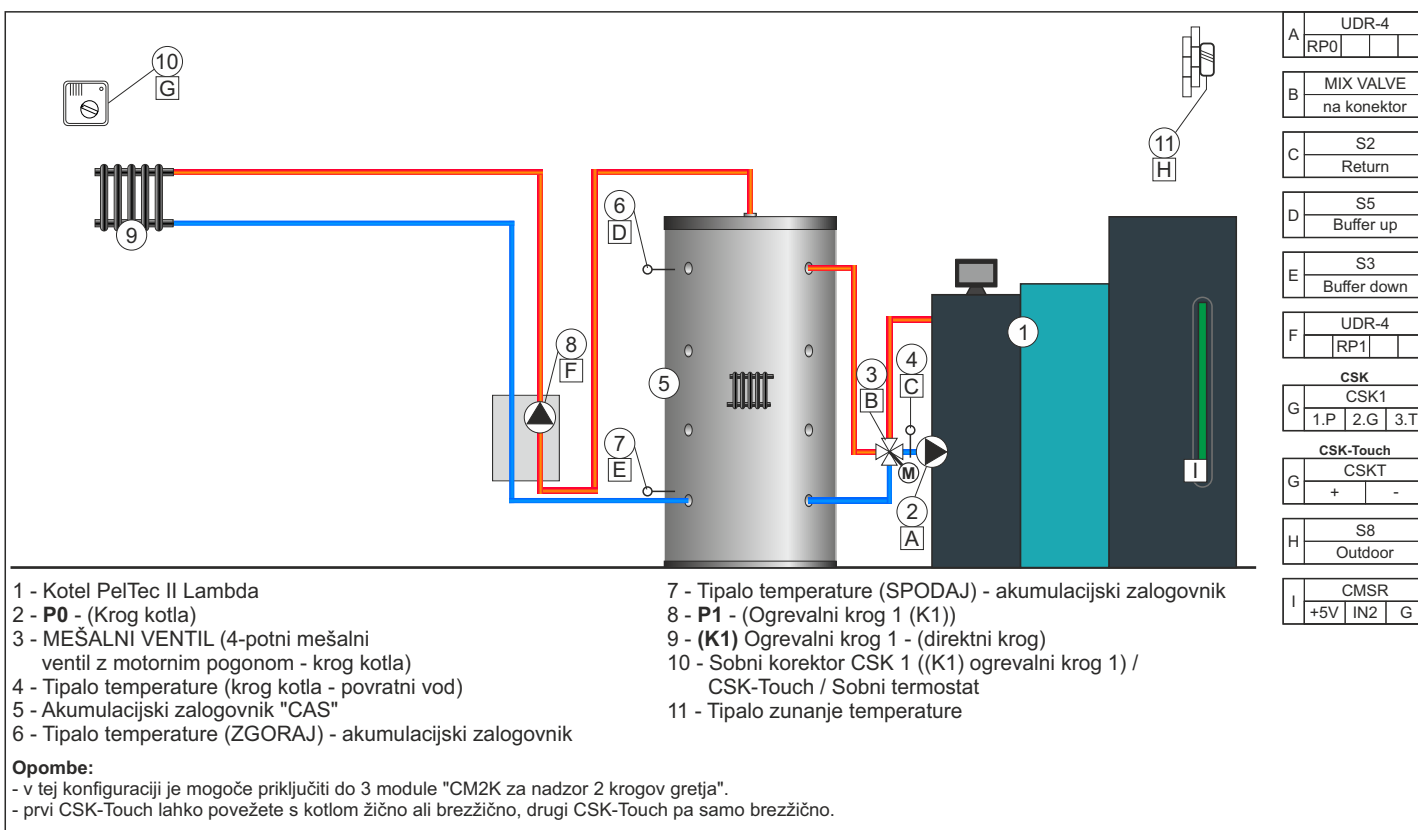 10
G
11
H
9
6
D
7
E
8
F
5
3
B
4
C
M
2
A
1
I
A
UDR-4
RP0
B
MIX VALVE
na konektor
C
S2
Return
D
S5
Buffer up
E
S3
Buffer down
F
UDR-4
RP1
CSK
G
CSK1
1.P 2.G 3.T
CSK-Touch
G
CSKT
+ -
H
S8
Outdoor
I
CMSR
+5V IN2 G
1 - Kotel PelTec II Lambda
2 - P0 - (Krog kotla)
3 - MEŠALNI VENTIL (4-potni mešalni
ventil z motornim pogonom - krog kotla)
4 - Tipalo temperature (krog kotla - povratni vod)
5 - Akumulacijski zalogovnik "CAS"
6 - Tipalo temperature (ZGORAJ) - akumulacijski zalogovnik
7 - Tipalo temperature (SPODAJ) - akumulacijski zalogovnik
8 - P1 - (Ogrevalni krog 1 (K1))
9 - (K1) Ogrevalni krog 1 - (direktni krog)
10 - Sobni korektor CSK 1 ((K1) ogrevalni krog 1) /
CSK-Touch / Sobni termostat
11 - Tipalo zunanje temperature
Opombe:
- v tej konfiguraciji je mogoče priključiti do 3 module "CM2K za nadzor 2 krogov gretja".
- prvi CSK-Touch lahko povežete s kotlom žično ali brezžično, drugi CSK-Touch pa samo brezžično.